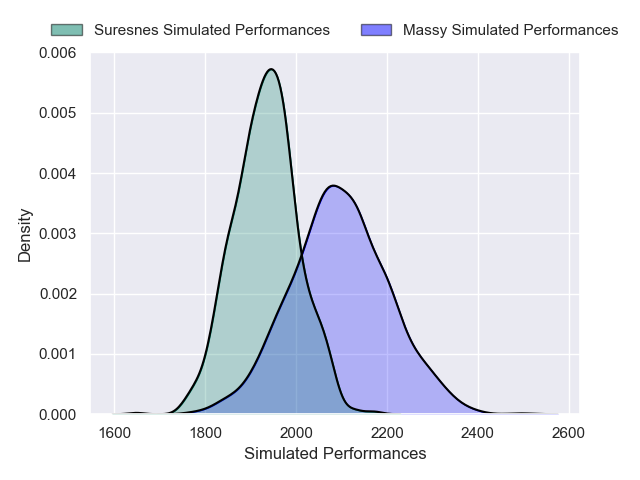 Suresnes Simulated Performances Massy Simulated Performances
0.006
0.005
0.004
0.003
0.002
0.001
0.000
Density
1600 1800 2000 2200 2400 2600
Simulated Performances